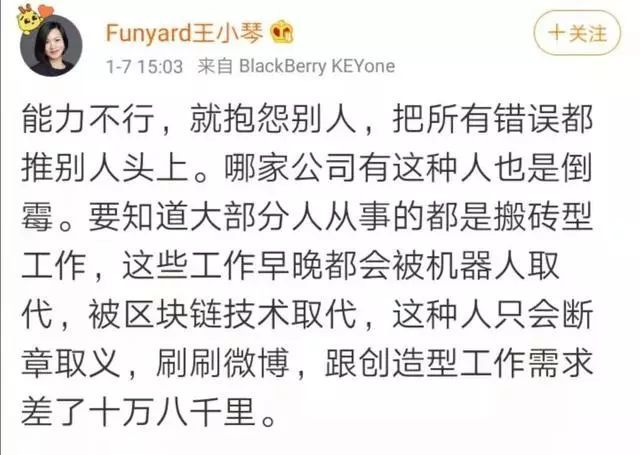 Funyard王小琴
+关注
1-7 15:03 来自 BlackBerry KEYone
能力不行，就抱怨别人，把所有错误都
推别人头上。哪家公司有这种人也是倒
霉。要知道大部分人从事的都是搬砖型
工作，这些工作早晚都会被机器人取
代，被区块链技术取代，这种人只会断
章取义，刷刷微博，跟创造型工作需求
差了十万八千里。